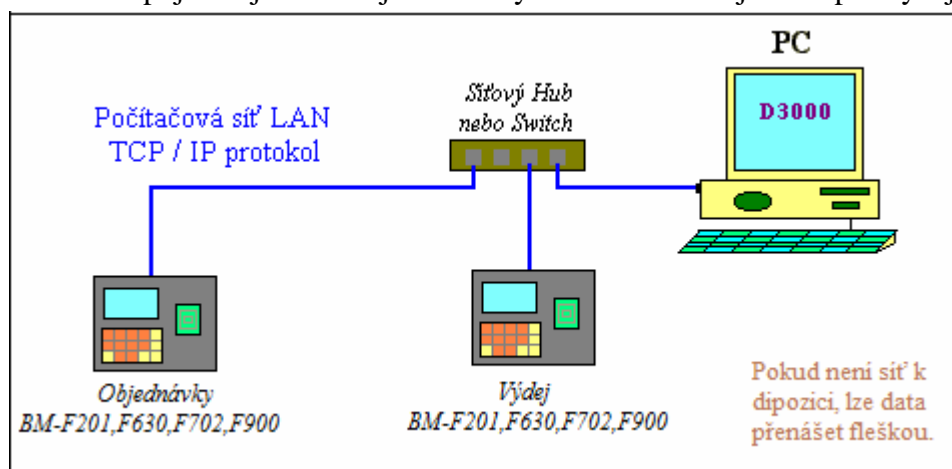 PC
Síťový Hub
nebo Switch
D3000
Počítačová síť LAN
TCP / IP protokol
Objednávky
BM-F201,F630,F702,F900
Výdej
BM-F201,F630,F702,F900
Pokud není síť k
dipozici, lze data
přenášet fleškou.